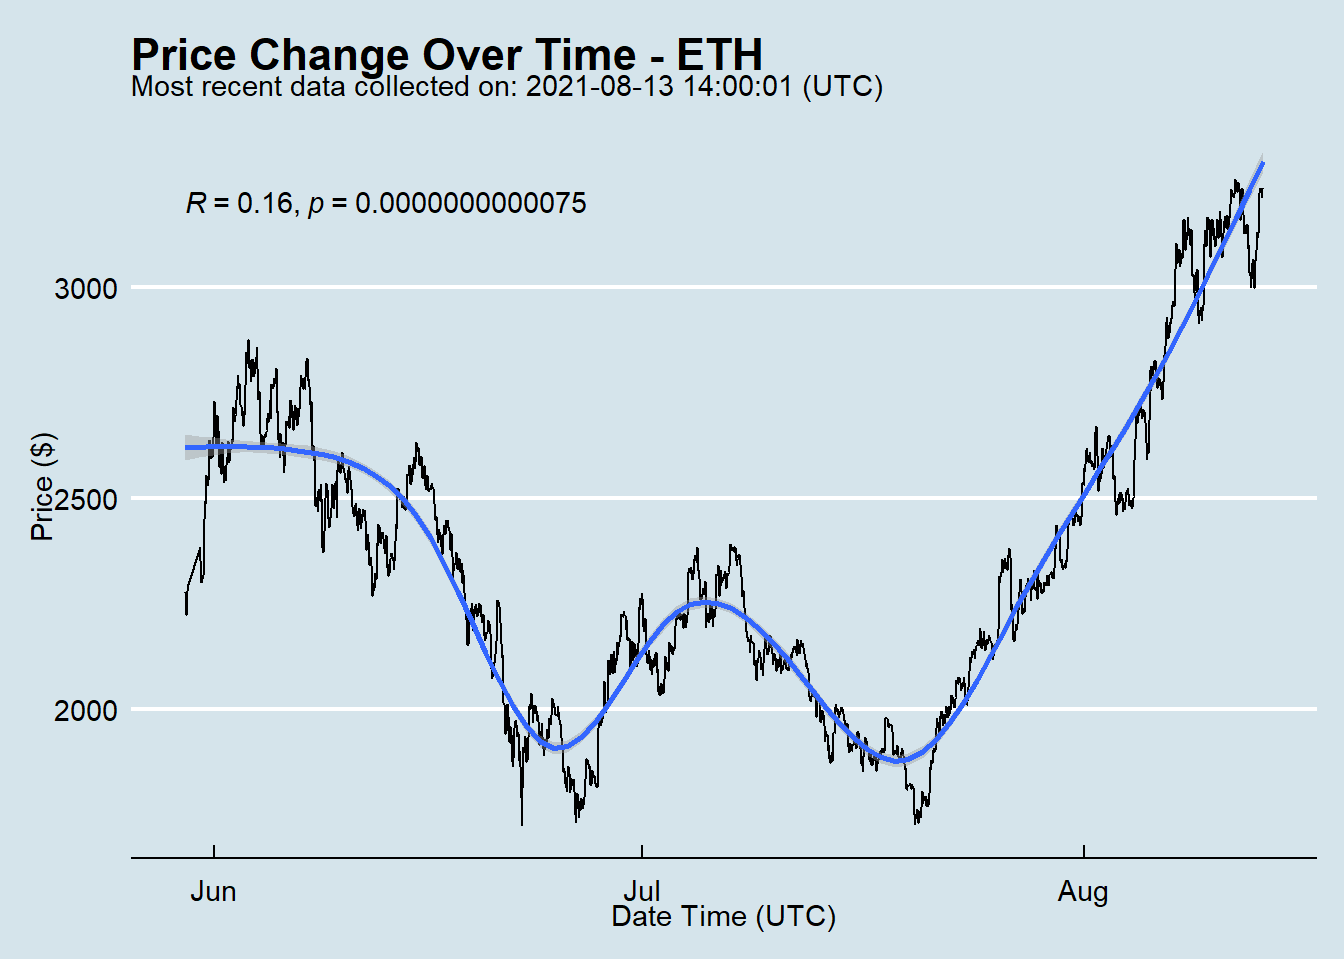 Price Change Over Time - ETH
Most recent data collected on: 2021-08-13 14:00:01 (UTC)
R = 0.16, p = 0.0000000000075
3000
2500
2000
Price ($)
Jun
Jul
Aug
Date Time (UTC)